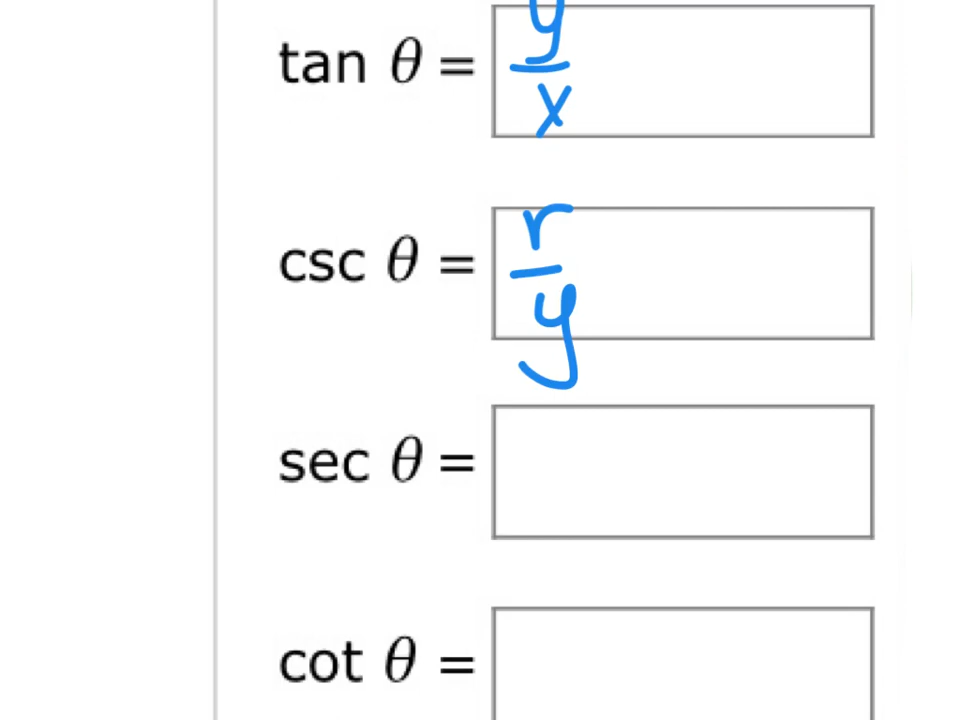 tan θ = y/x
csc θ = r/y
sec θ =
cot θ =